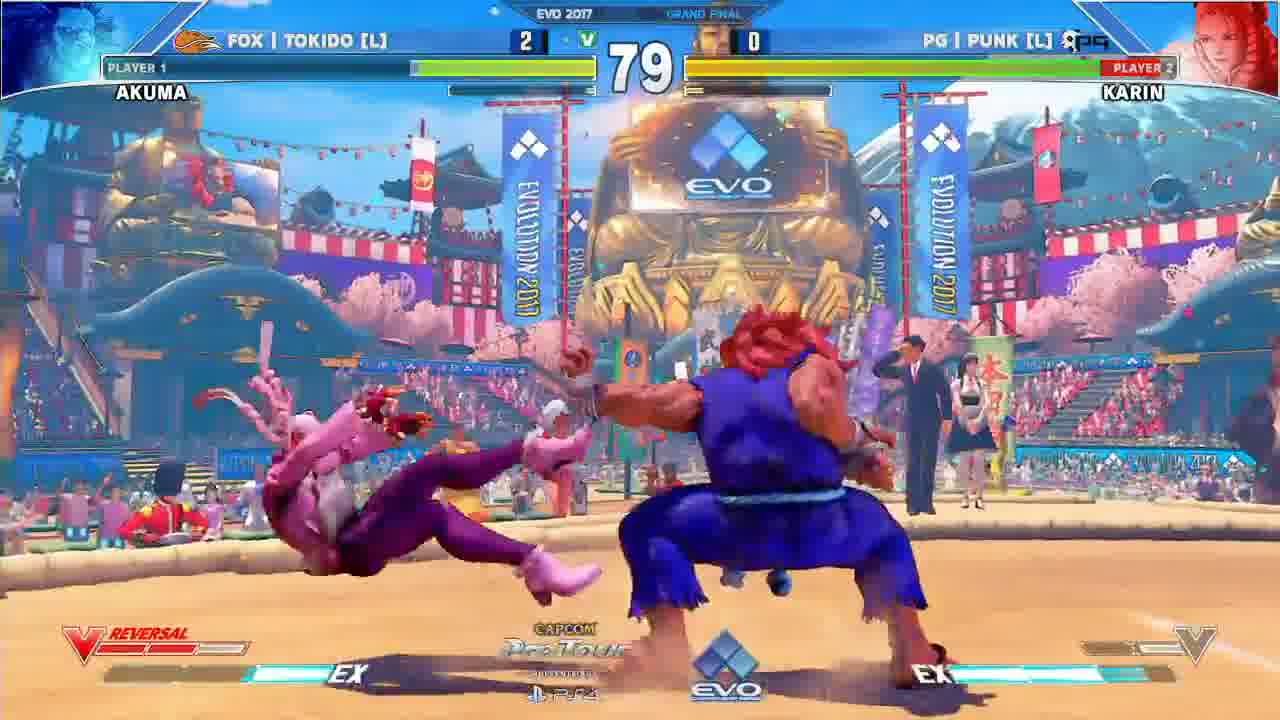 EVO 2017 GRAND FINAL
FOX | TOKIDO [L] 2 V 79 0 PG | PUNK [L]
PLAYER 1 PLAYER 2
AKUMA KARIN
EVO
EVOLUTION 2017
EVOLUTION 2017
REVERSAL
V V
EX EX
CAPCOM
PRO TOUR
PS4
EVO